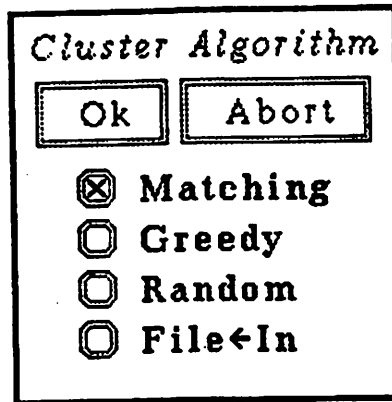 Cluster Algorithm
Ok Abort
Matching
Greedy
Random
File←In